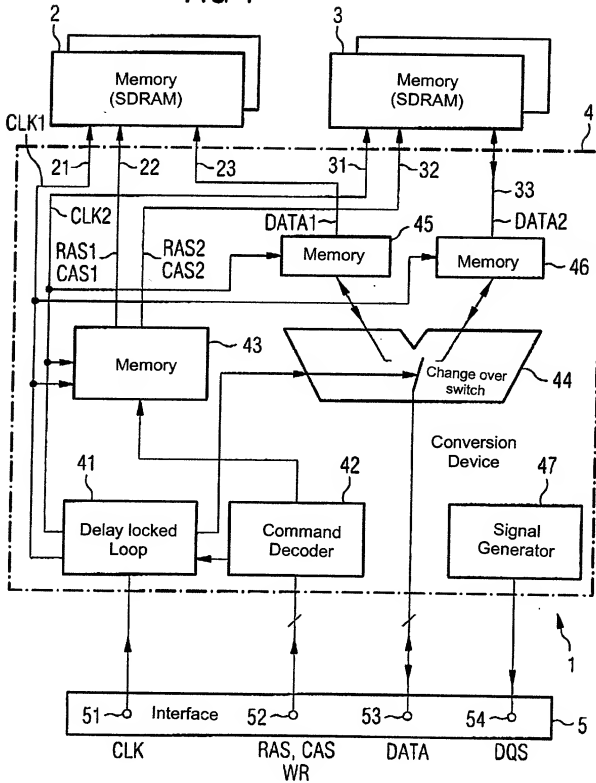 2
3
Memory
(SDRAM)
Memory
(SDRAM)
4
CLK1
21
22
23
31
32
33
CLK2
DATA1
45
DATA2
RAS1
CAS1
RAS2
CAS2
Memory
Memory
46
43
Memory
Change over
switch
44
Conversion
Device
41
42
47
Delay locked
Loop
Command
Decoder
Signal
Generator
1
51
Interface
52
53
54
5
CLK
RAS, CAS
WR
DATA
DQS